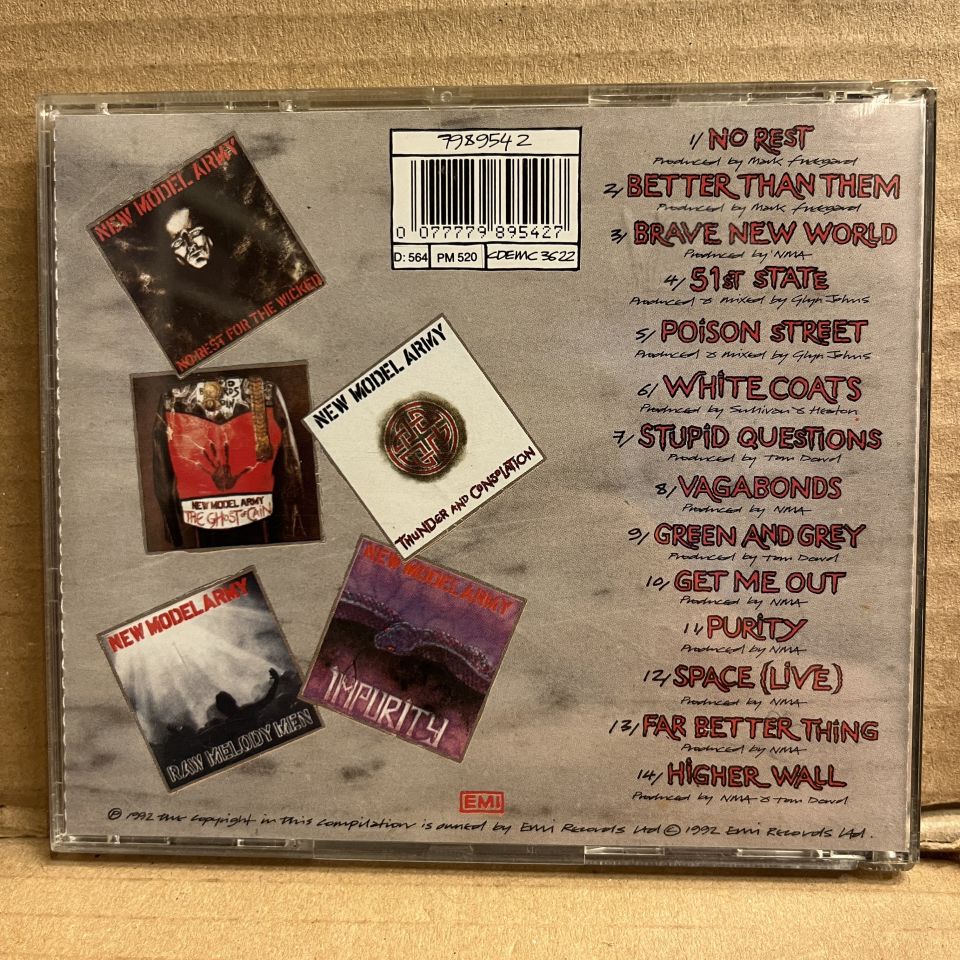 7989542
0 077779 895427
D: 564 PM 520 CDEMC 3622
NEW MODEL ARMY
NO REST FOR THE WICKED
NEW MODEL ARMY
THE GHOST OF CAIN
NEW MODEL ARMY
THUNDER AND CONSOLATION
NEW MODEL ARMY
RAW MELODY MEN
NEW MODEL ARMY
IMPURITY
1/ NO REST
Produced by Mark Freegard
2/ BETTER THAN THEM
Produced by Mark Freegard
3/ BRAVE NEW WORLD
Produced by NMA
4/ 51st STATE
Produced & mixed by Glyn Johns
5/ POISON STREET
Produced & mixed by Glyn Johns
6/ WHITE COATS
Produced by Sullivan & Heaton
7/ STUPID QUESTIONS
Produced by Tom Dowd
8/ VAGABONDS
Produced by NMA
9/ GREEN AND GREY
Produced by Tom Dowd
10/ GET ME OUT
Produced by NMA
11/ PURITY
Produced by NMA
12/ SPACE (LIVE)
Produced by NMA
13/ FAR BETTER THING
Produced by NMA
14/ HIGHER WALL
Produced by NMA & Tom Dowd
EMI
℗ 1992 The copyright in this compilation is owned by EMI Records Ltd © 1992 EMI Records Ltd.